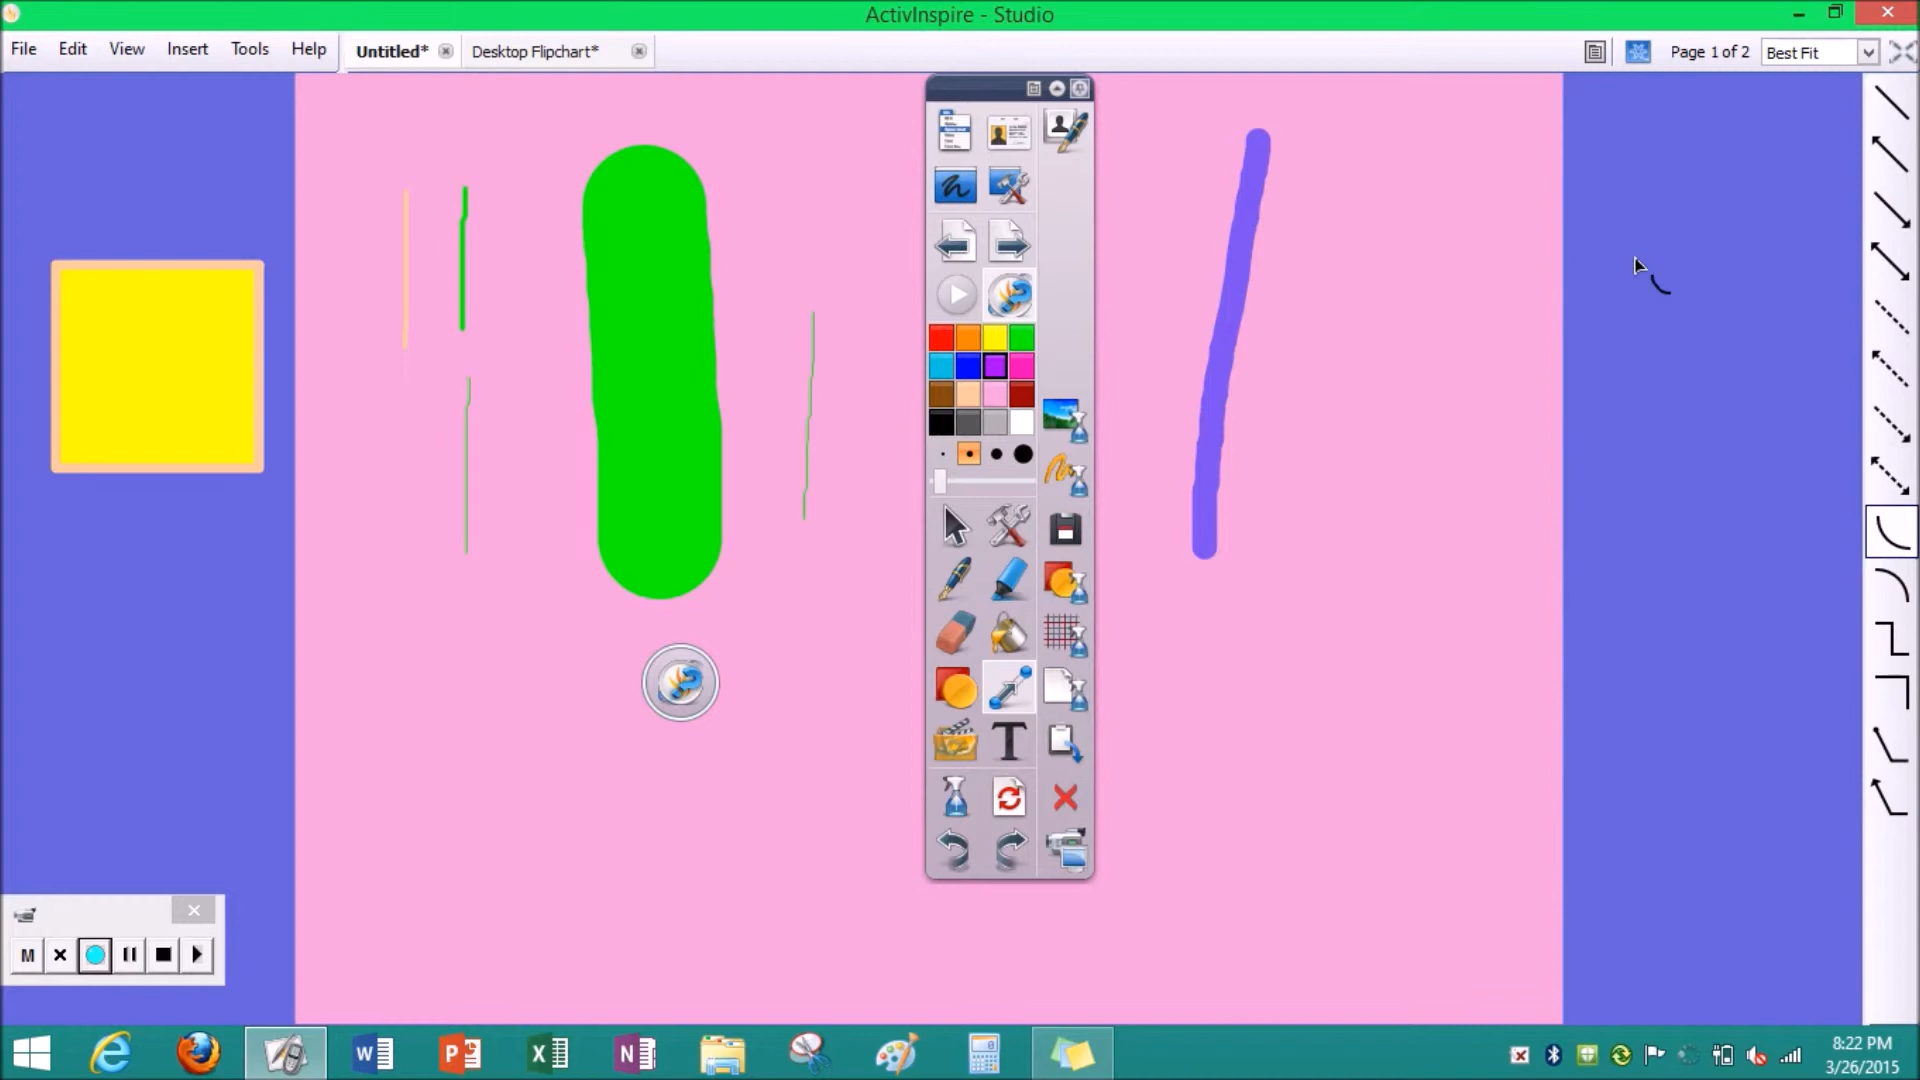 ActivInspire - Studio
File Edit View Insert Tools Help Untitled* Desktop Flipchart* Page 1 of 2 Best Fit
T
M
W P X N
8:22 PM
3/26/2015